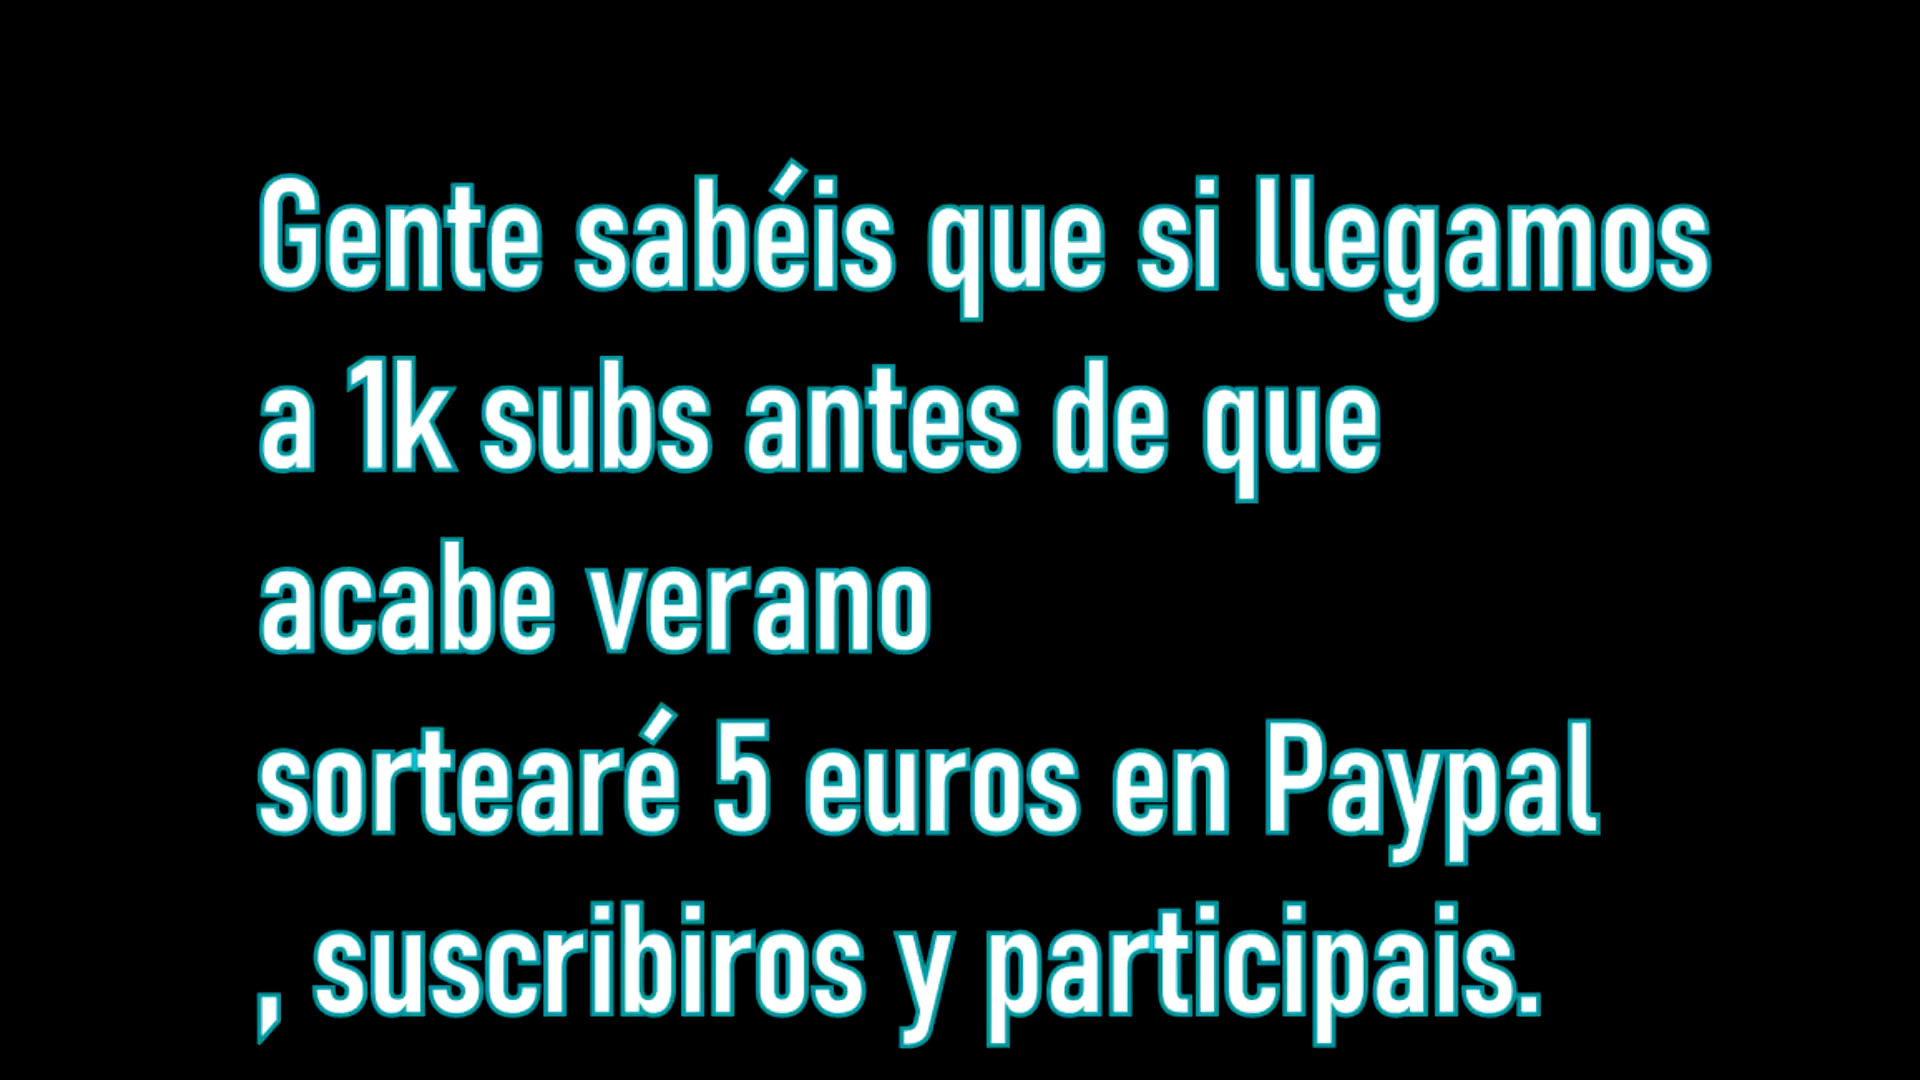 Gente sabéis que si llegamos
a 1k subs antes de que
acabe verano
sortearé 5 euros en Paypal
, suscribiros y participais.